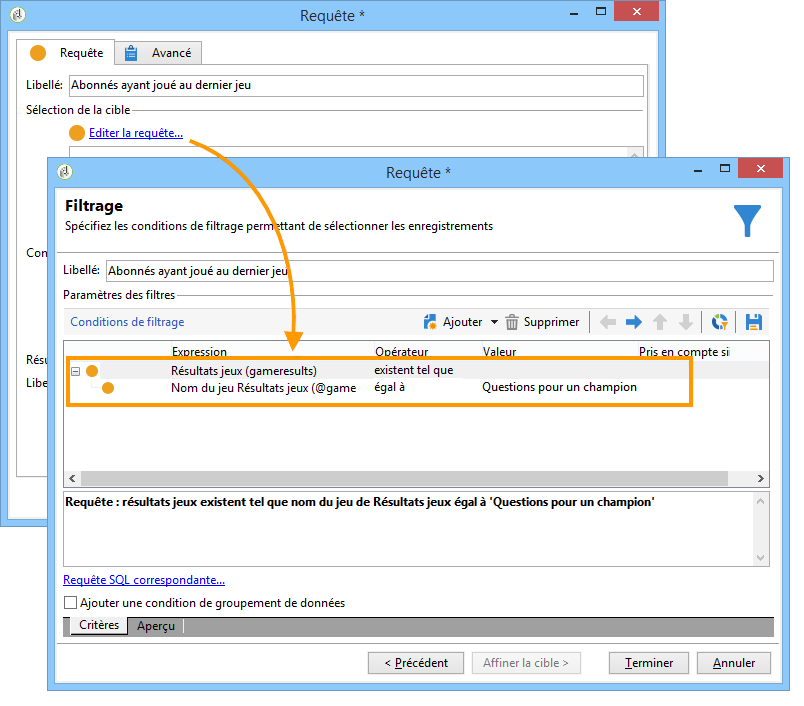 Requête *
Requête
Avancé
Libellé:
Abonnés ayant joué au dernier jeu
Sélection de la cible
Editer la requête...
Con
Résu
Libe
Requête *
Filtrage
Spécifiez les conditions de filtrage permettant de sélectionner les enregistrements
Libellé:
Abonnés ayant joué au dernier jeu
Paramètres des filtres
Conditions de filtrage
Ajouter
Supprimer
Expression Opérateur Valeur Pris en compte si
Résultats jeux (gameresults) existent tel que
Nom du jeu Résultats jeux (@game égal à Questions pour un champion
Requête : résultats jeux existent tel que nom du jeu de Résultats jeux égal à 'Questions pour un champion'
Requête SQL correspondante...
Ajouter une condition de groupement de données
Critères
Aperçu
< Précédent
Affiner la cible >
Terminer
Annuler